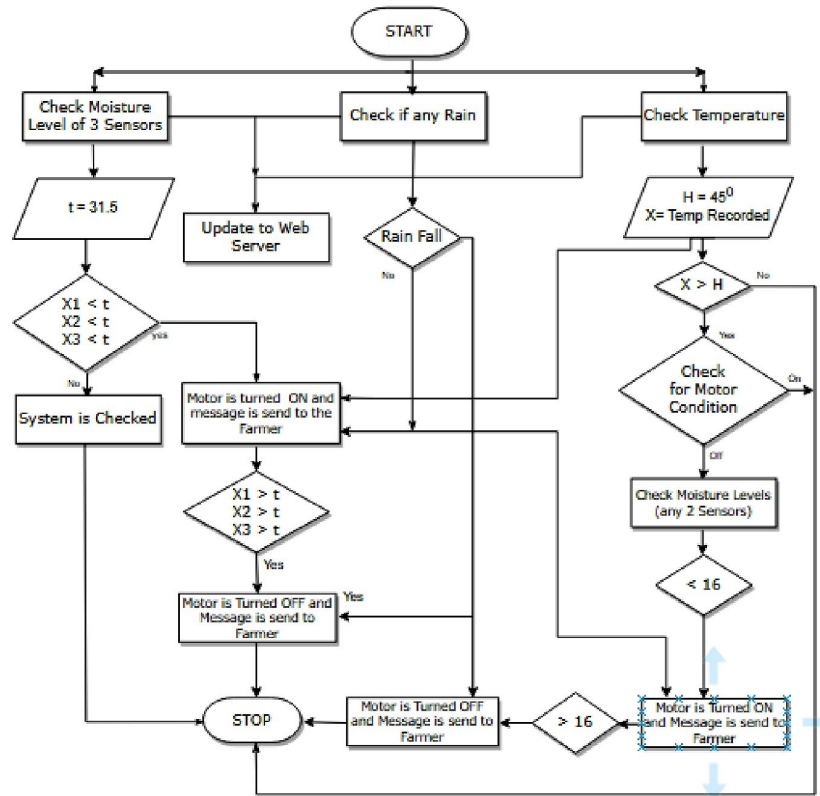 START
Check Moisture
Level of 3 Sensors
Check if any Rain
Check Temperature
t = 31.5
Update to Web
Server
Rain Fall
H = 45⁰
X= Temp Recorded
No
X > H
No
X1 < t
X2 < t
X3 < t
yes
Yes
Check
for Motor
Condition
On
No
System is Checked
Motor is turned ON and
message is send to the
Farmer
Off
X1 > t
X2 > t
X3 > t
Check Moisture Levels
(any 2 Sensors)
Yes
< 16
Motor is Turned OFF and
Message is send to
Farmer
Yes
STOP
Motor is Turned OFF
and Message is send to
Farmer
> 16
Motor is Turned ON
and Message is send to
Farmer